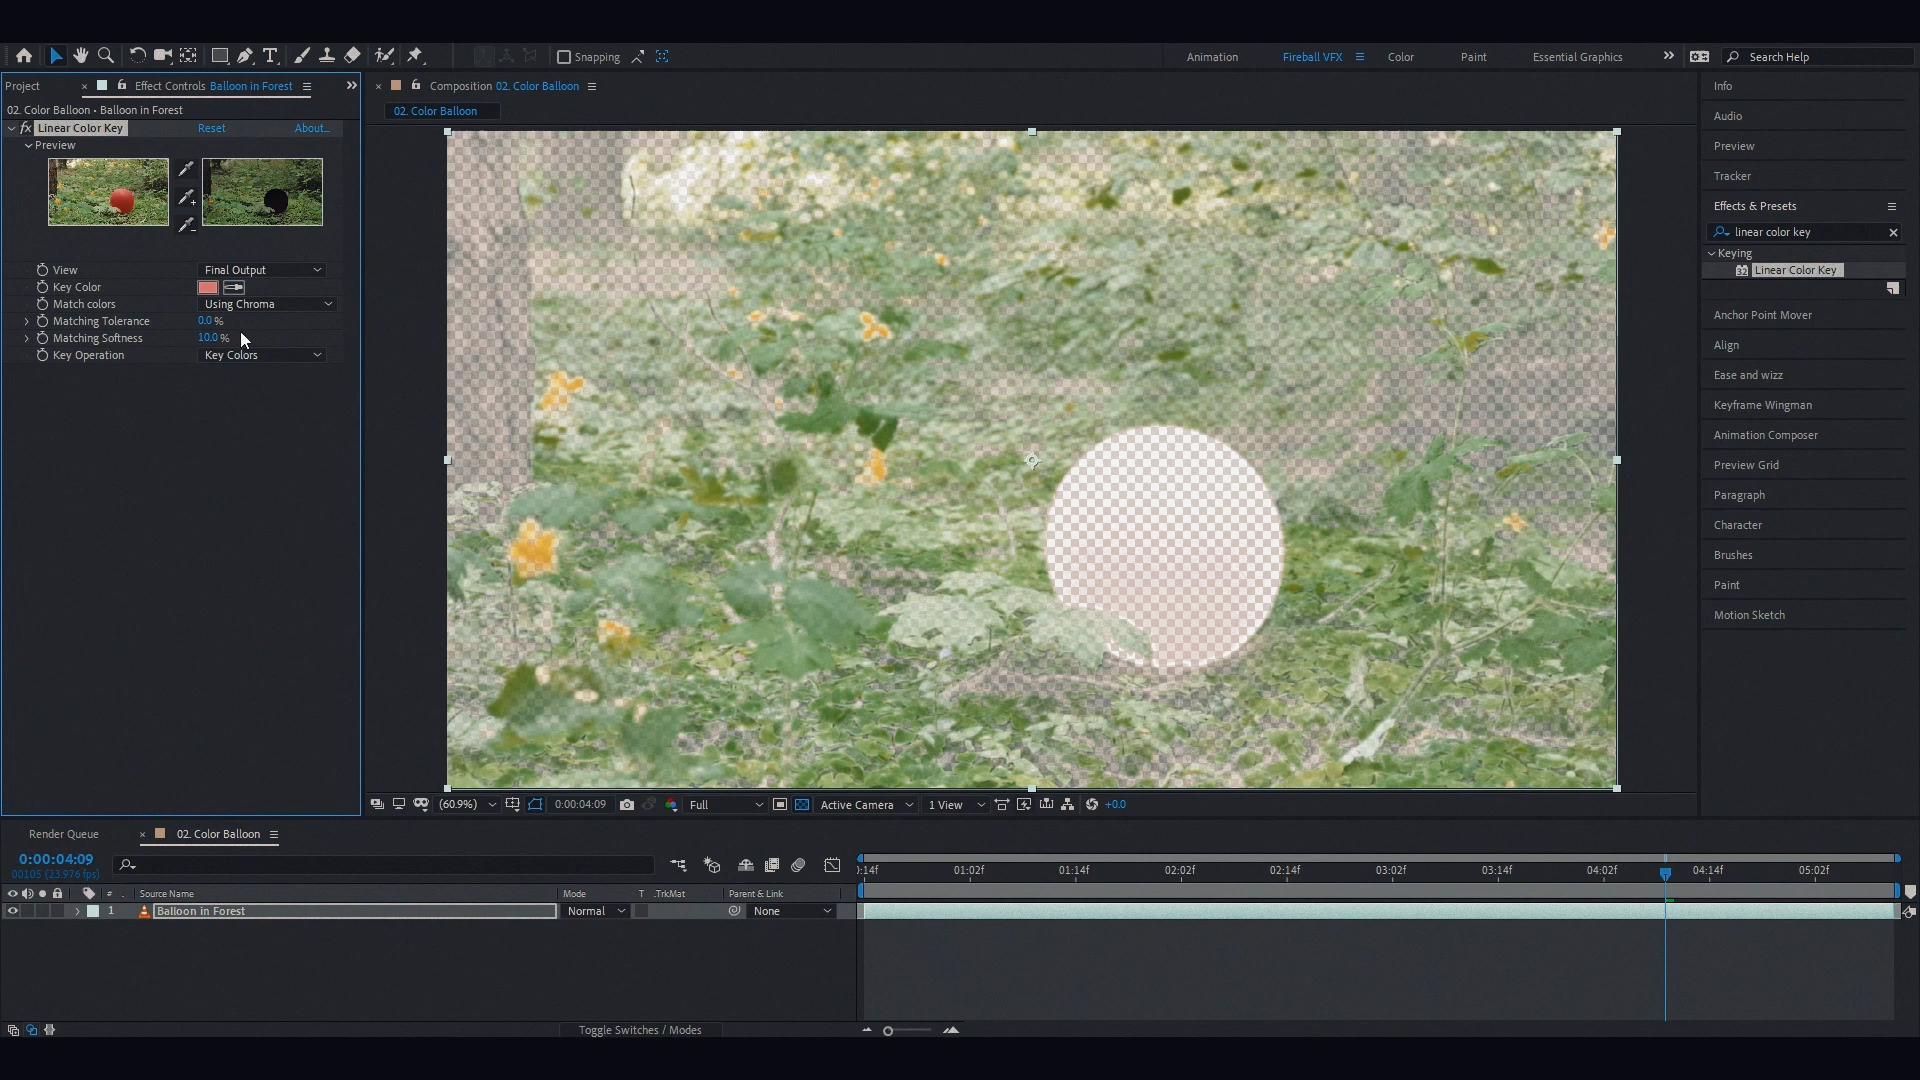 Snapping
Animation
Fireball VFX
Color
Paint
Essential Graphics
Search Help
Project
Effect Controls Balloon in Forest
02. Color Balloon • Balloon in Forest
fx Linear Color Key Reset About...
Preview
View Final Output
Key Color
Match colors Using Chroma
Matching Tolerance 0.0 %
Matching Softness 10.0 %
Key Operation Key Colors
Composition 02. Color Balloon
02. Color Balloon
(60.9%) 0:00:04:09 Full Active Camera 1 View +0.0
Info
Audio
Preview
Tracker
Effects & Presets
linear color key
Keying
32 Linear Color Key
Anchor Point Mover
Align
Ease and wizz
Keyframe Wingman
Animation Composer
Preview Grid
Paragraph
Character
Brushes
Paint
Motion Sketch
Render Queue
02. Color Balloon
0:00:04:09
00105 (23.976 fps)
# Source Name Mode T .TrkMat Parent & Link
1 Balloon in Forest Normal None
:14f 01:02f 01:14f 02:02f 02:14f 03:02f 03:14f 04:02f 04:14f 05:02f
Toggle Switches / Modes